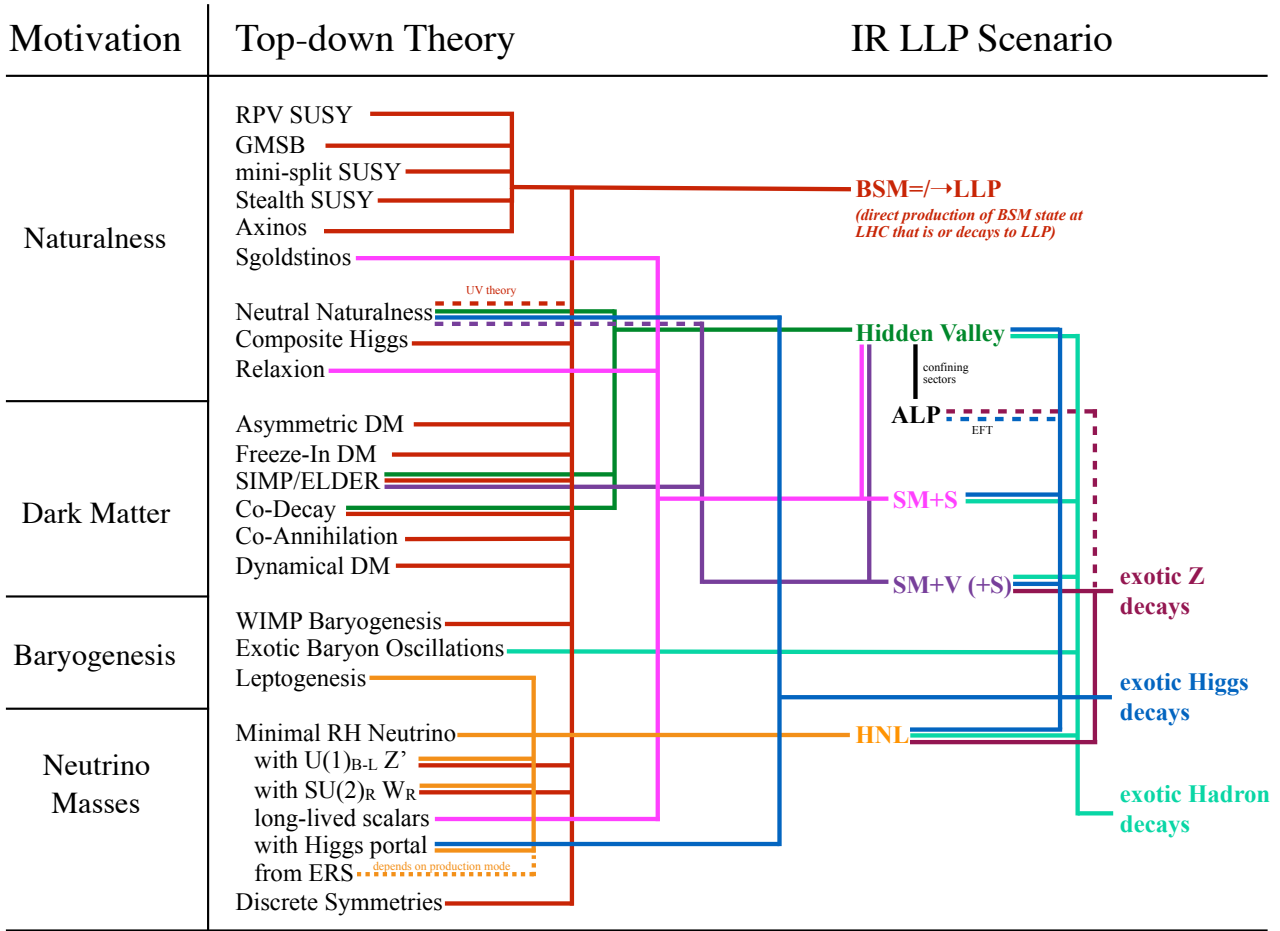 Motivation
Top-down Theory
IR LLP Scenario
Naturalness
RPV SUSY
GMSB
mini-split SUSY
Stealth SUSY
Axinos
Sgoldstinos
UV theory
Neutral Naturalness
Composite Higgs
Relaxion
Dark Matter
Asymmetric DM
Freeze-In DM
SIMP/ELDER
Co-Decay
Co-Annihilation
Dynamical DM
Baryogenesis
WIMP Baryogenesis
Exotic Baryon Oscillations
Leptogenesis
Neutrino
Masses
Minimal RH Neutrino
with U(1)B-L Z’
with SU(2)R WR
long-lived scalars
with Higgs portal
from ERS
depends on production mode
Discrete Symmetries
BSM=/→LLP
(direct production of BSM state at
LHC that is or decays to LLP)
Hidden Valley
confining
sectors
ALP
EFT
SM+S
SM+V (+S)
HNL
exotic Z
decays
exotic Higgs
decays
exotic Hadron
decays